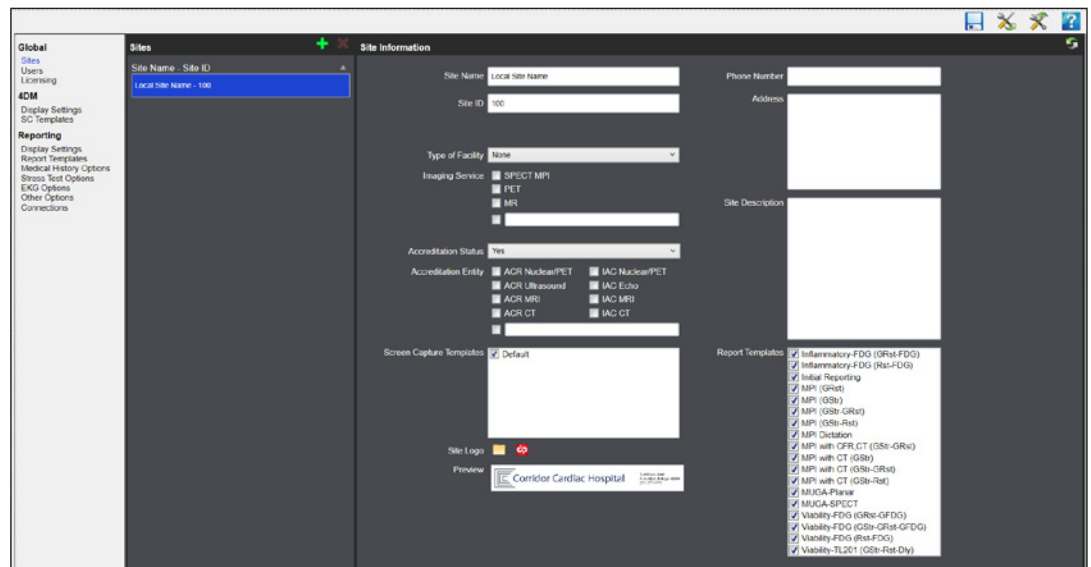 Global
Sites
Users
Licensing
4DM
Display Settings
SC Templates
Reporting
Display Settings
Report Templates
Medical History Options
Stress Test Options
EKG Options
Other Options
Connections
Sites
Site Name - Site ID
Local Site Name - 100
Site Information
Site Name Local Site Name
Site ID 100
Type of Facility None
Imaging Service SPECT MPI
PET
MR
Accreditation Status Yes
Accreditation Entity ACR Nuclear/PET IAC Nuclear/PET
ACR Ultrasound IAC Echo
ACR MRI IAC MRI
ACR CT IAC CT
Screen Capture Templates Default
Site Logo
Preview Corridor Cardiac Hospital
Phone Number
Address
Site Description
Report Templates Inflammatory-FDG (GRst-FDG)
Inflammatory-FDG (Rst-FDG)
Initial Reporting
MPI (GRst)
MPI (GStr)
MPI (GStr-GRst)
MPI (GStr-Rst)
MPI Dictation
MPI with CFR,CT (GStr-GRst)
MPI with CT (GStr)
MPI with CT (GStr-GRst)
MPI with CT (GStr-Rst)
MUGA-Planar
MUGA-SPECT
Viability-FDG (GRst-GFDG)
Viability-FDG (GStr-GRst-GFDG)
Viability-FDG (Rst-FDG)
Viability-TL201 (GStr-Rst-Dly)